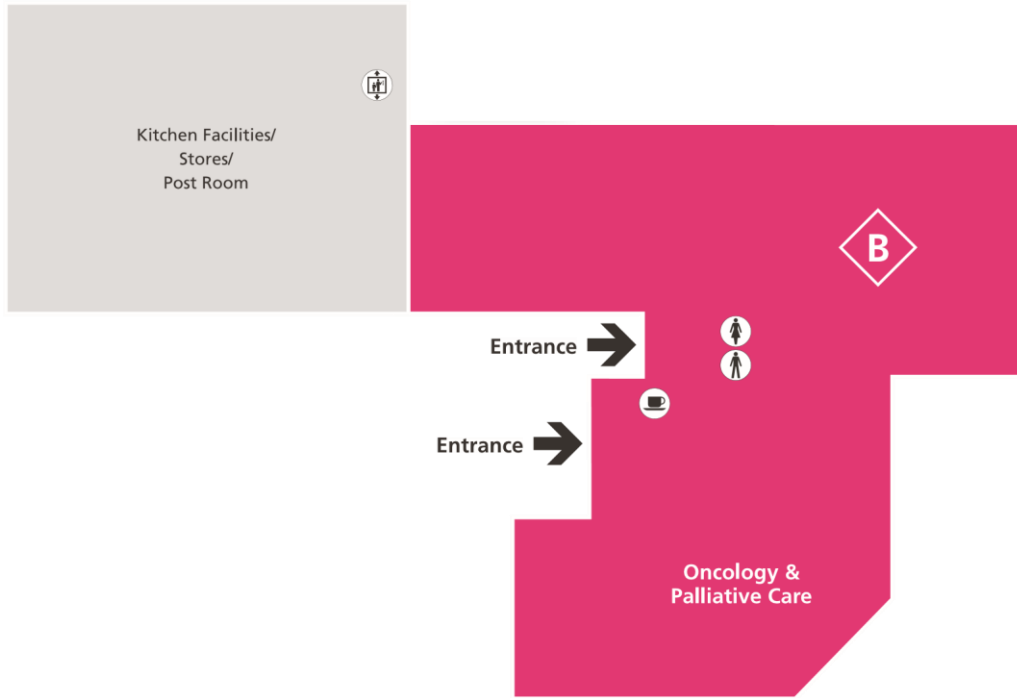 Kitchen Facilities/
Stores/
Post Room
B
Entrance
Entrance
Oncology &
Palliative Care